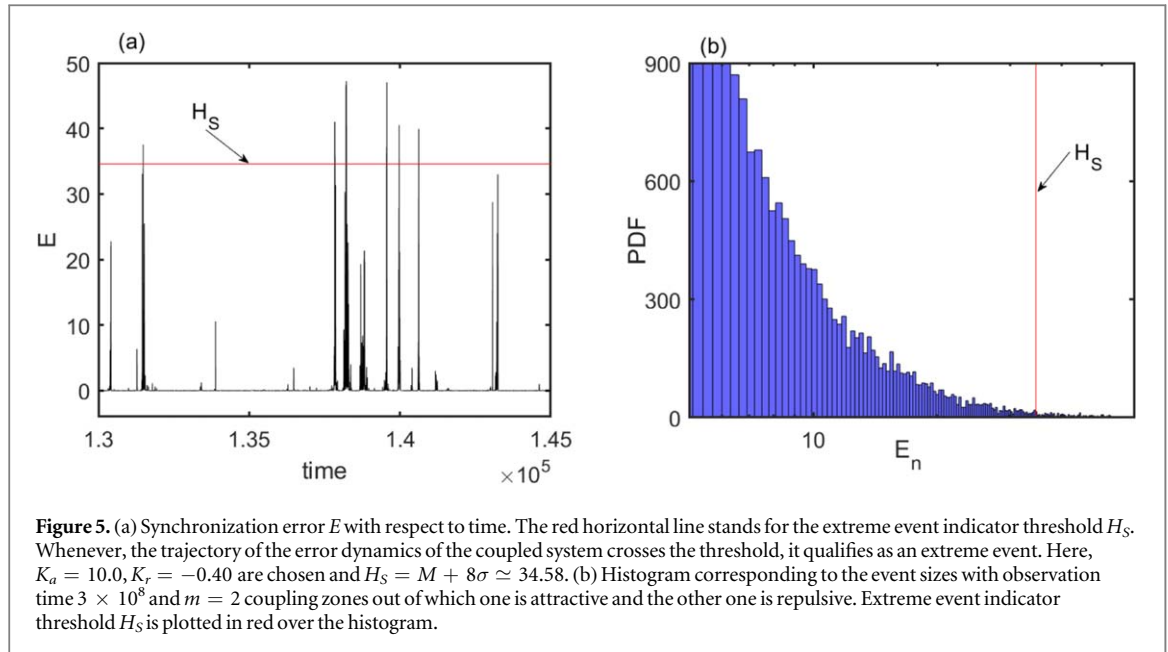 (a)
50
40
30
20
10
0
E
H_S
1.3
1.35
1.4
1.45
time
×10^5
(b)
900
600
300
0
PDF
H_S
10
E_n
Figure 5. (a) Synchronization error E with respect to time. The red horizontal line stands for the extreme event indicator threshold H_S.
Whenever, the trajectory of the error dynamics of the coupled system crosses the threshold, it qualifies as an extreme event. Here,
K_a = 10.0, K_r = −0.40 are chosen and H_S = M + 8σ ≃ 34.58. (b) Histogram corresponding to the event sizes with observation
time 3 × 10^8 and m = 2 coupling zones out of which one is attractive and the other one is repulsive. Extreme event indicator
threshold H_S is plotted in red over the histogram.